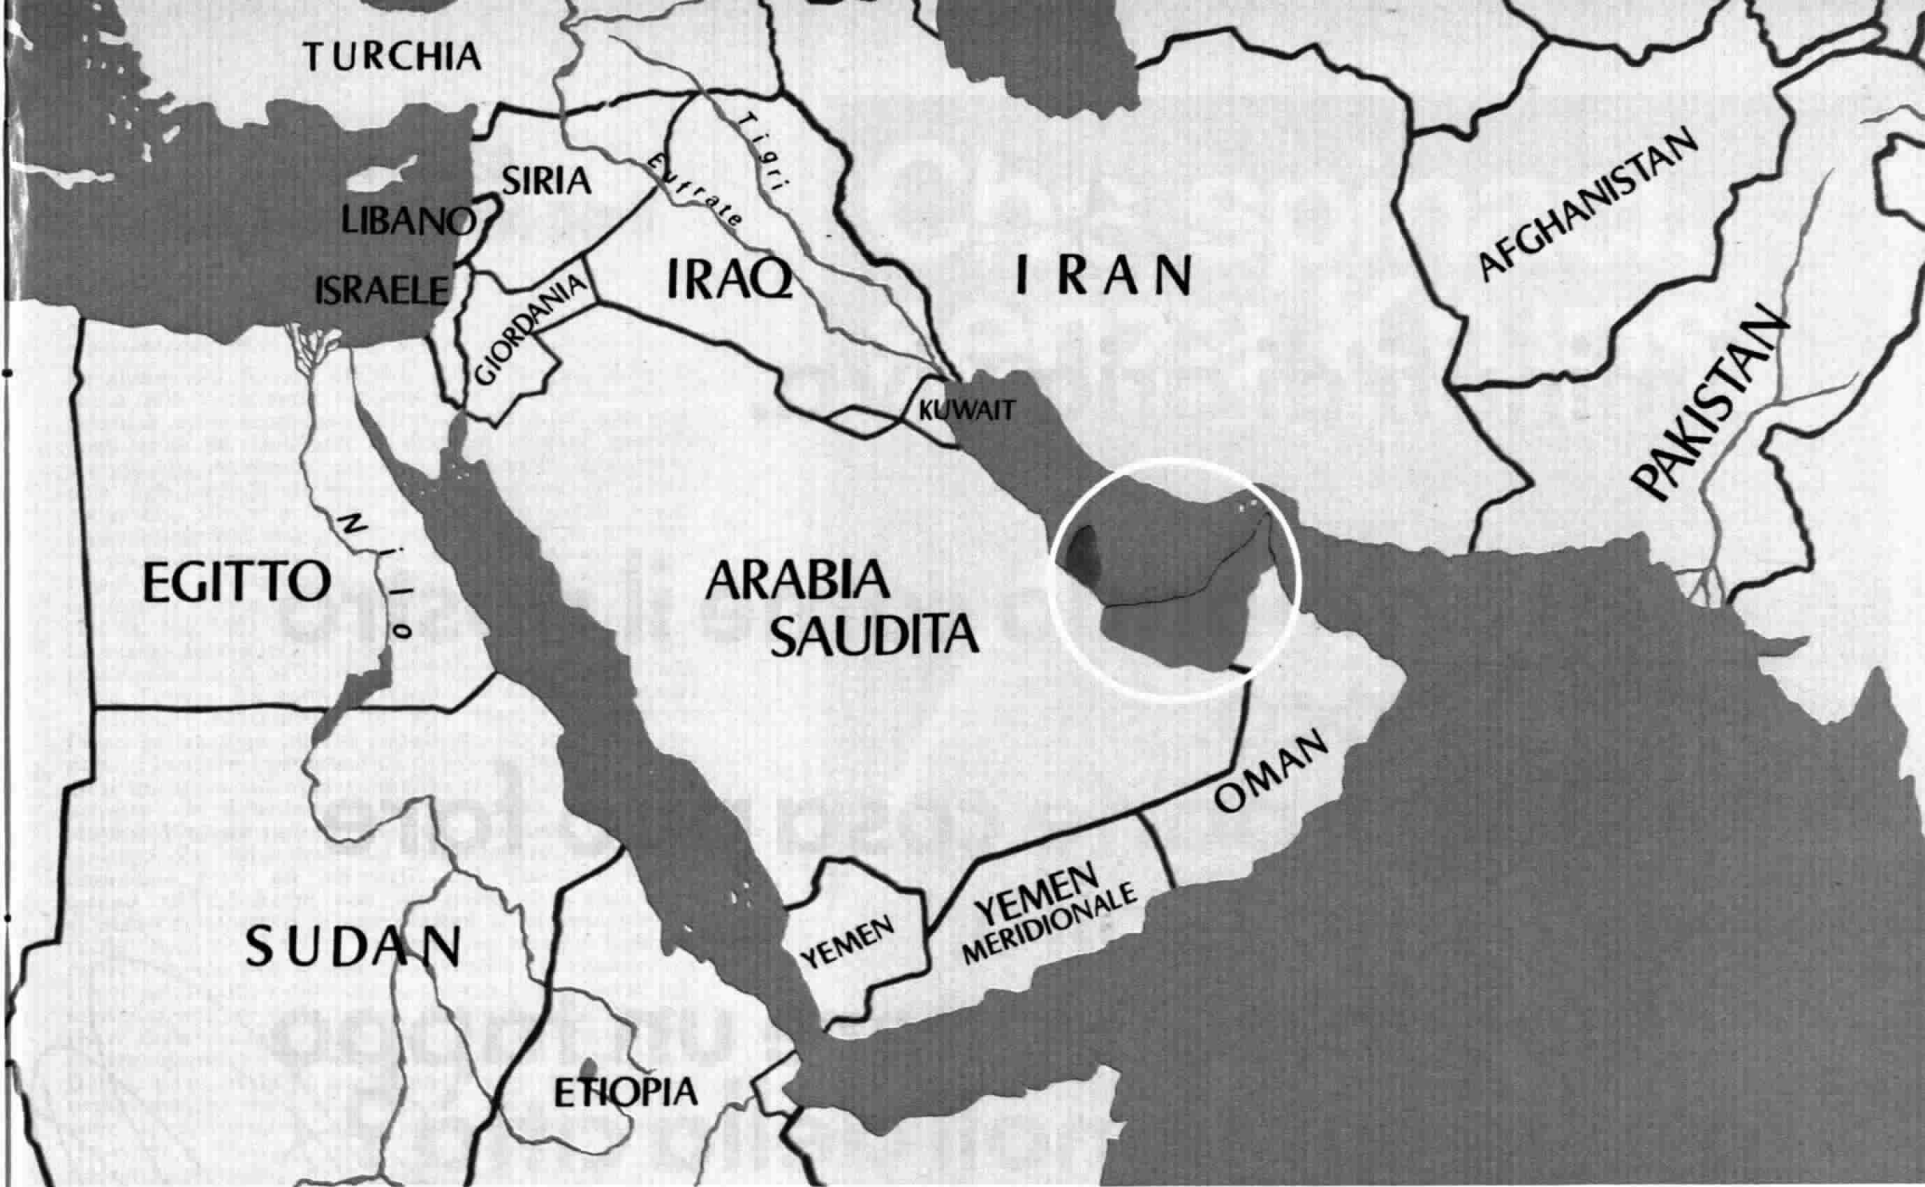 TURCHIA
Tigri
SIRIA
Eufrate
AFGHANISTAN
LIBANO
ISRAELE
IRAQ
IRAN
GIORDANIA
KUWAIT
PAKISTAN
Nilo
EGITTO
ARABIA
SAUDITA
OMAN
YEMEN
MERIDIONALE
YEMEN
SUDAN
ETIOPIA